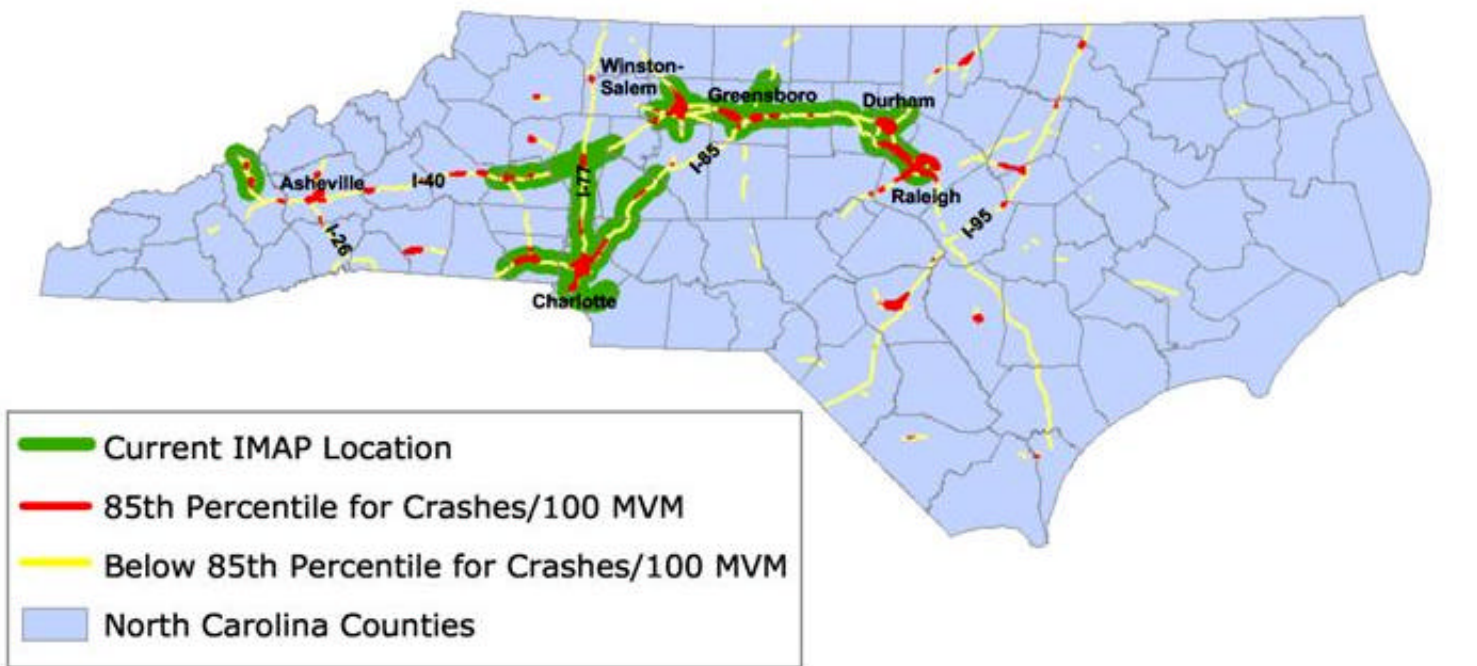 Winston-
Salem
Greensboro
Durham
Asheville
I-40
I-77
I-85
Raleigh
I-26
I-95
Charlotte
Current IMAP Location
85th Percentile for Crashes/100 MVM
Below 85th Percentile for Crashes/100 MVM
North Carolina Counties